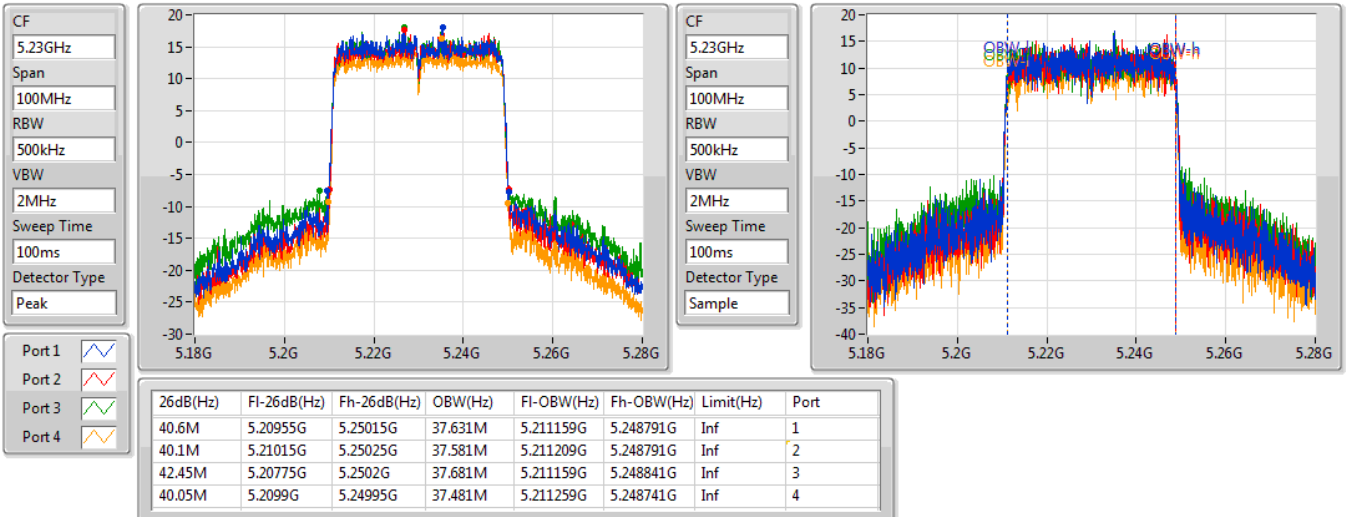 CF
5.23GHz
Span
100MHz
RBW
500kHz
VBW
2MHz
Sweep Time
100ms
Detector Type
Peak
20
15
10
5
0
-5
-10
-15
-20
-25
-30
5.18G 5.2G 5.22G 5.24G 5.26G 5.28G
CF
5.23GHz
Span
100MHz
RBW
500kHz
VBW
2MHz
Sweep Time
100ms
Detector Type
Sample
20
15
10
5
0
-5
-10
-15
-20
-25
-30
-35
-40
OBW-h
5.18G 5.2G 5.22G 5.24G 5.26G 5.28G
Port 1
Port 2
Port 3
Port 4
26dB(Hz) Fl-26dB(Hz) Fh-26dB(Hz) OBW(Hz) Fl-OBW(Hz) Fh-OBW(Hz) Limit(Hz) Port
40.6M 5.20955G 5.25015G 37.631M 5.211159G 5.248791G Inf 1
40.1M 5.21015G 5.25025G 37.581M 5.211209G 5.248791G Inf 2
42.45M 5.20775G 5.2502G 37.681M 5.211159G 5.248841G Inf 3
40.05M 5.2099G 5.24995G 37.481M 5.211259G 5.248741G Inf 4